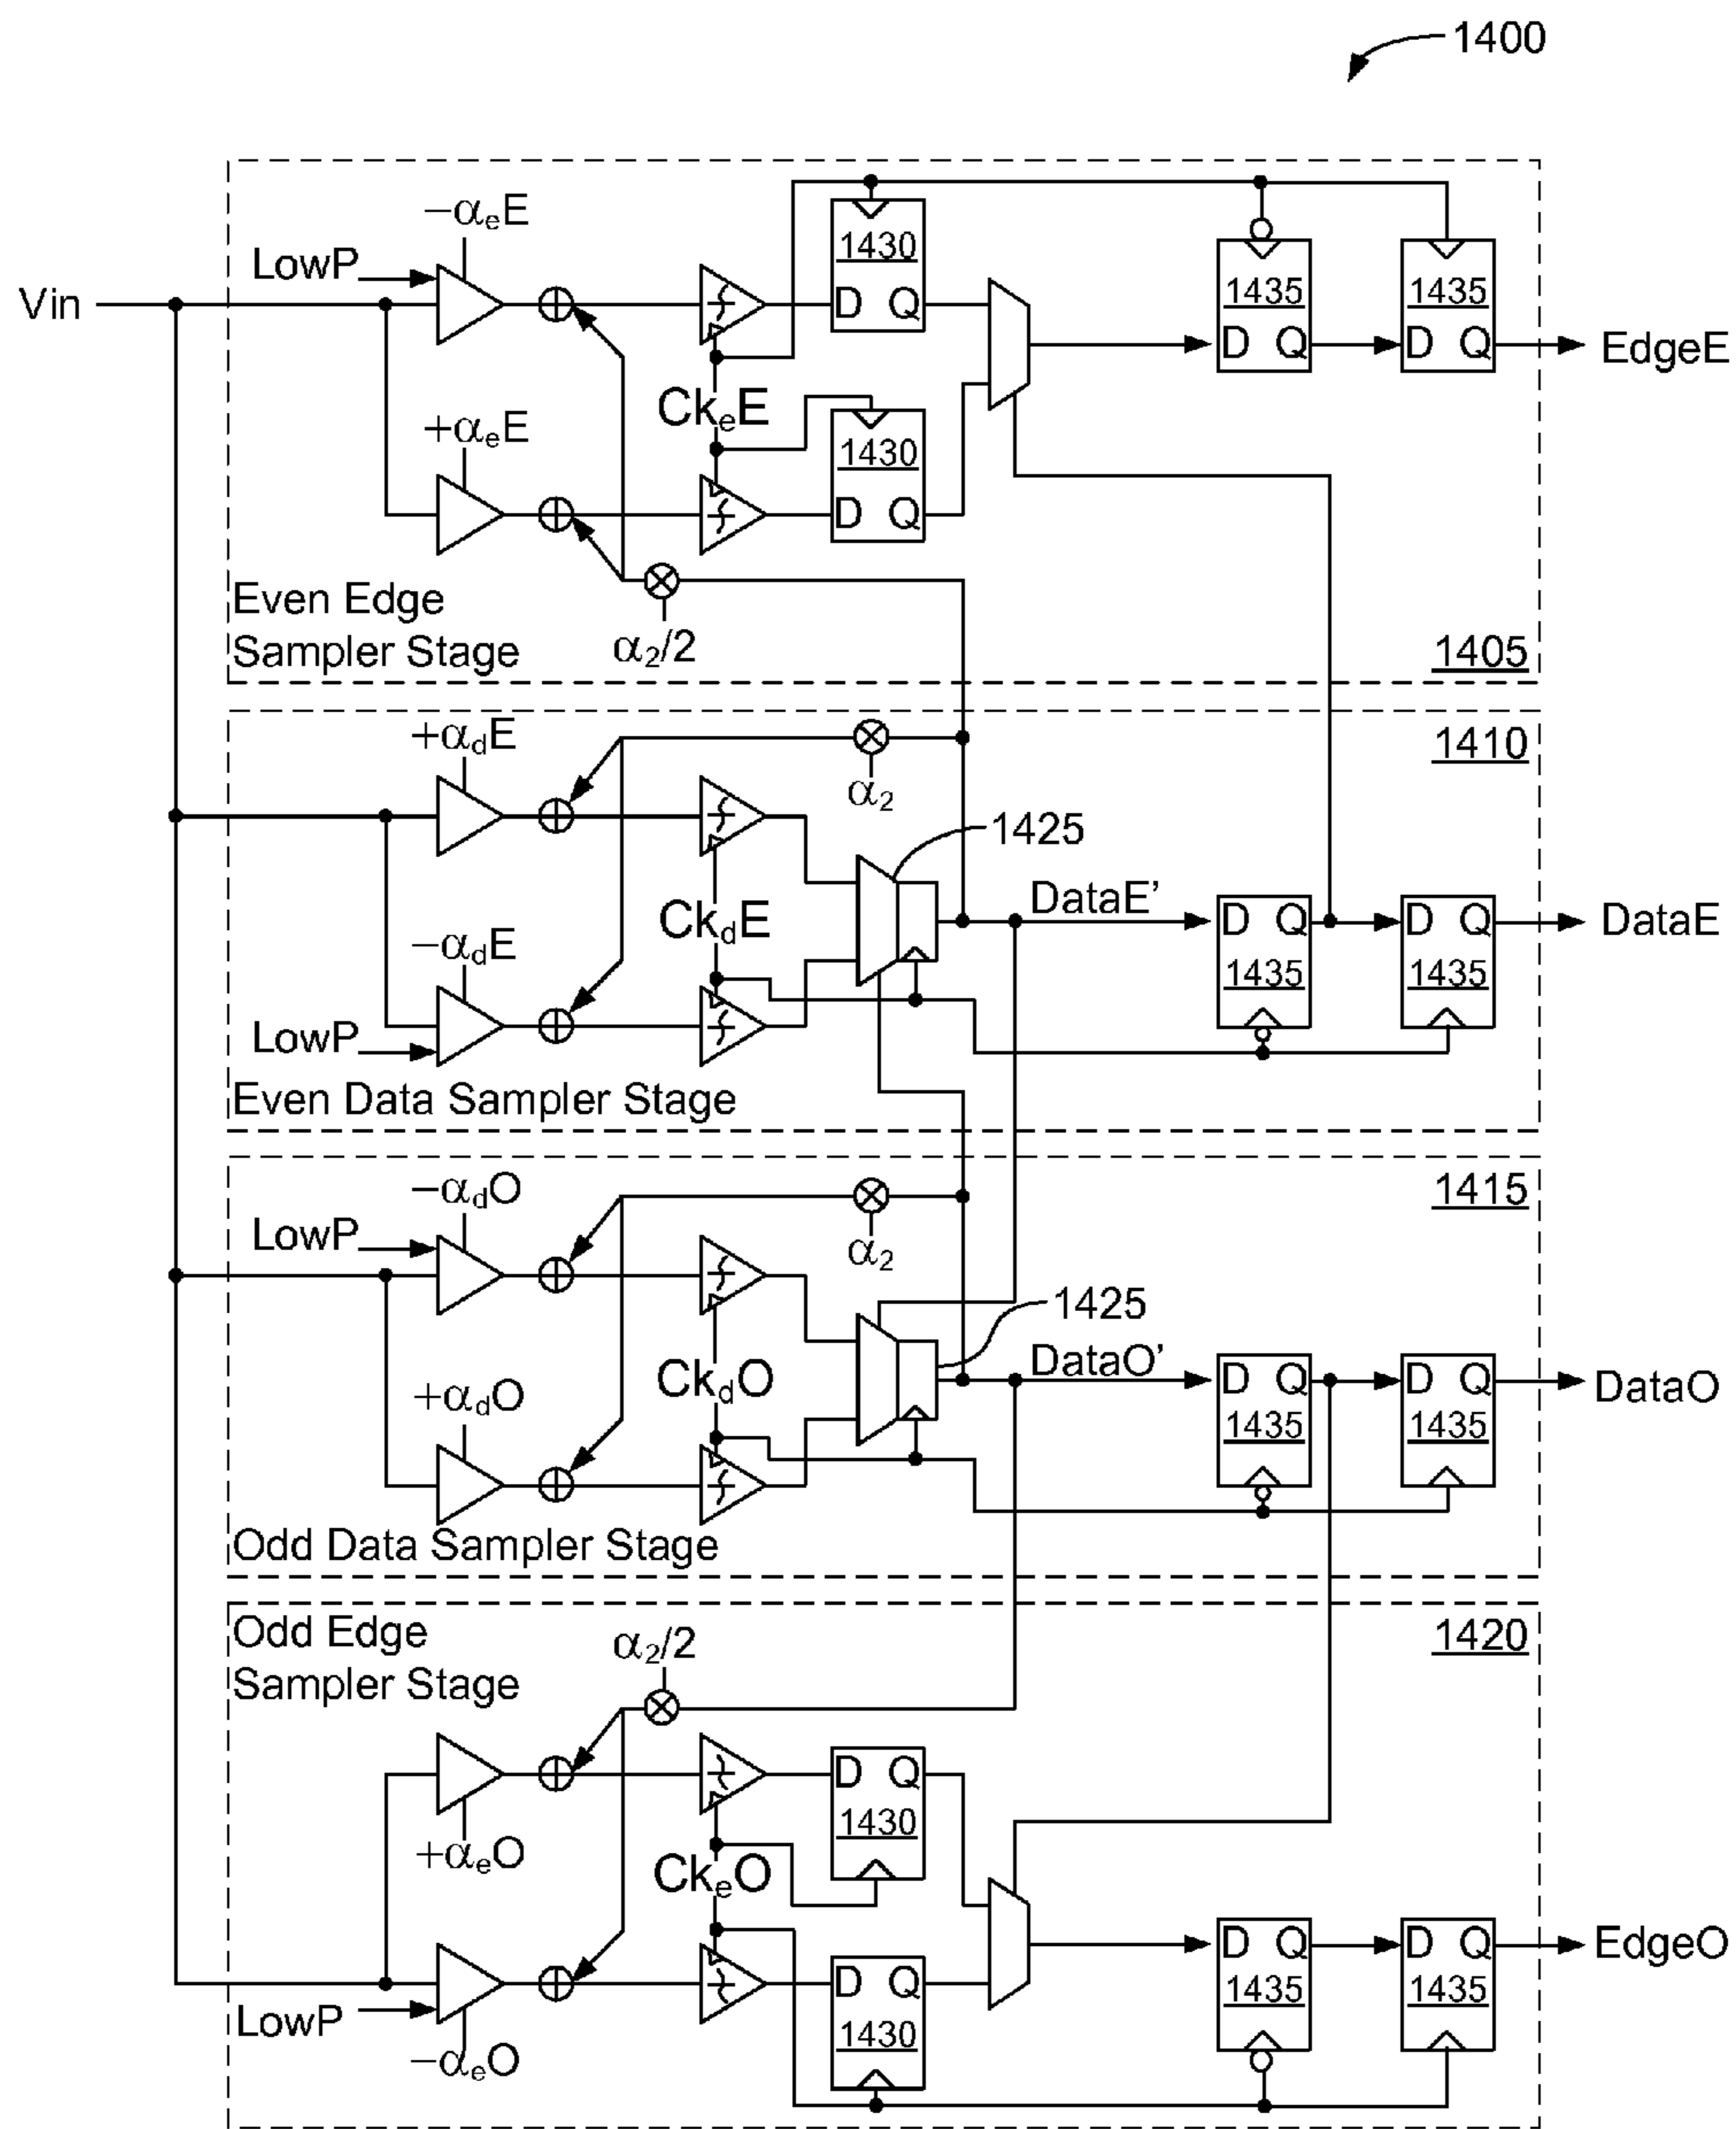 1400
−αeE
LowP
1430
D Q
1435
D Q
1435
D Q
Vin
EdgeE
CkeE
+αeE
1430
D Q
Even Edge
Sampler Stage
α2/2
1405
+αdE
α2
1410
1425
CkdE
DataE’
D Q
1435
D Q
1435
DataE
−αdE
LowP
Even Data Sampler Stage
−αdO
LowP
α2
1415
1425
CkdO
DataO’
D Q
1435
D Q
1435
DataO
+αdO
Odd Data Sampler Stage
Odd Edge
Sampler Stage
α2/2
1420
D Q
1430
+αeO
CkeO
D Q
1435
D Q
1435
EdgeO
D Q
1430
LowP
−αeO